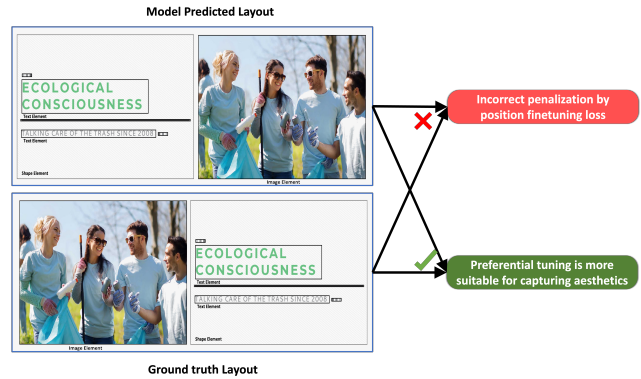 Model Predicted Layout
ECOLOGICAL
CONSCIOUSNESS
Text Element
TALKING CARE OF THE TRASH SINCE 2008
Text Element
Shape Element
Image Element
Incorrect penalization by
position finetuning loss
ECOLOGICAL
CONSCIOUSNESS
Text Element
TALKING CARE OF THE TRASH SINCE 2008
Text Element
Shape Element
Image Element
Preferential tuning is more
suitable for capturing aesthetics
Ground truth Layout